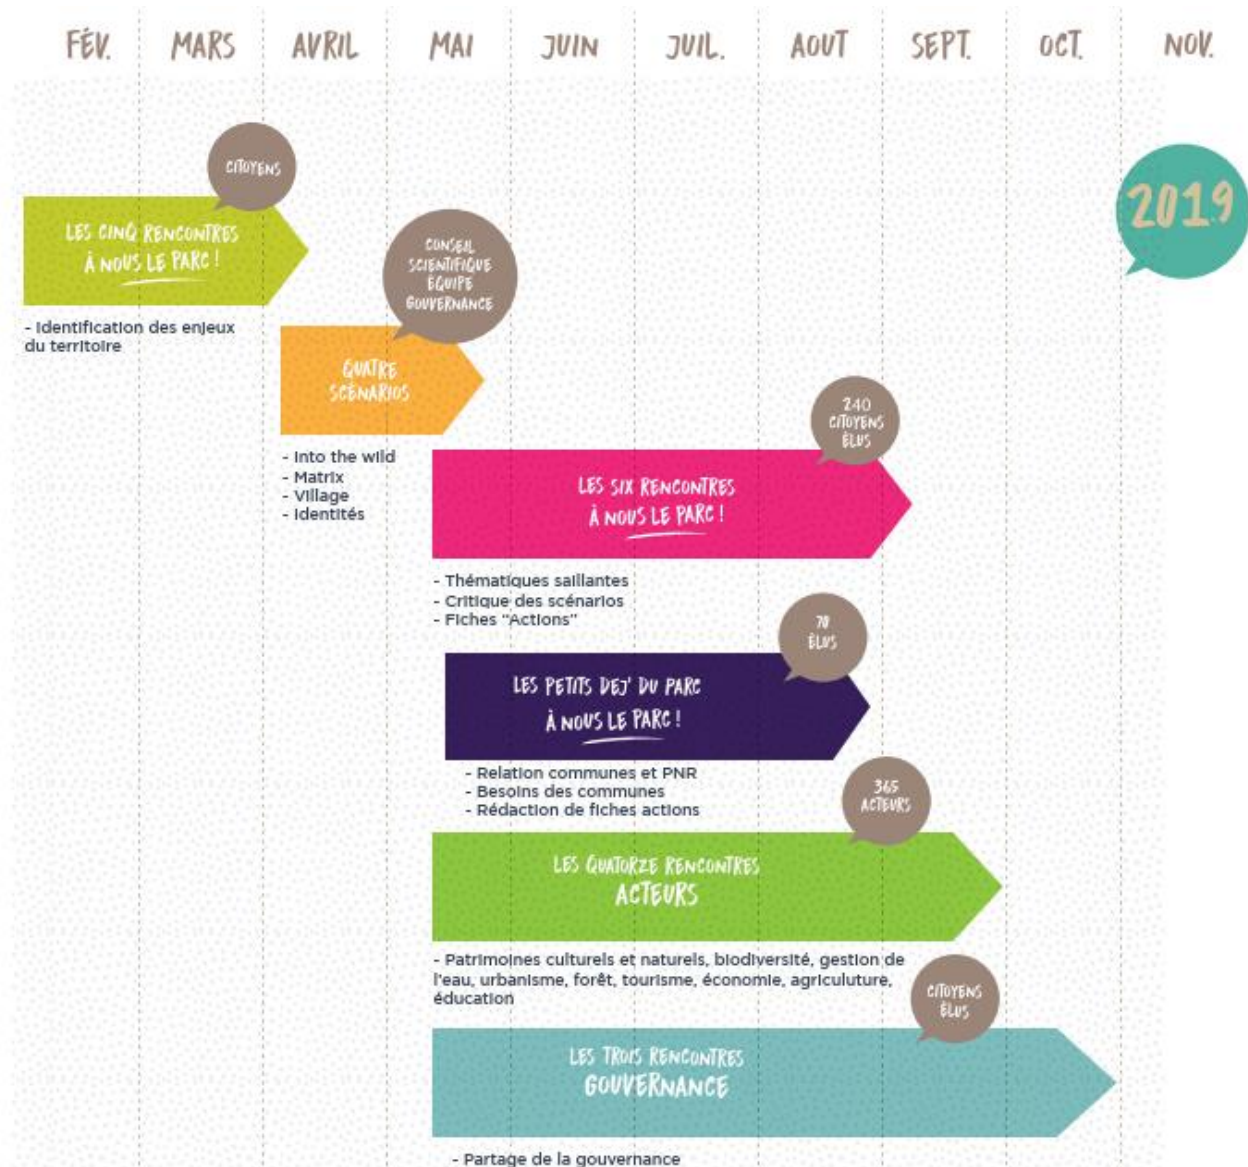 FÉV. MARS AVRIL MAI JUIN JUIL. AOUT SEPT. OCT. NOV.
2019
CITOYENS
LES CINQ RENCONTRES
À NOUS LE PARC !
- Identification des enjeux
du territoire
CONSEIL
SCIENTIFIQUE
ÉQUIPE
GOUVERNANCE
QUATRE
SCÉNARIOS
- Into the wild
- Matrix
- Village
- Identités
240
CITOYENS
ÉLUS
LES SIX RENCONTRES
À NOUS LE PARC !
- Thématiques saillantes
- Critique des scénarios
- Fiches "Actions"
70
ÉLUS
LES PETITS DEJ' DU PARC
À NOUS LE PARC !
- Relation communes et PNR
- Besoins des communes
- Rédaction de fiches actions
365
ACTEURS
LES QUATORZE RENCONTRES
ACTEURS
- Patrimoines culturels et naturels, biodiversité, gestion de
l'eau, urbanisme, forêt, tourisme, économie, agriculuture,
éducation
CITOYENS
ÉLUS
LES TROIS RENCONTRES
GOUVERNANCE
- Partage de la gouvernance